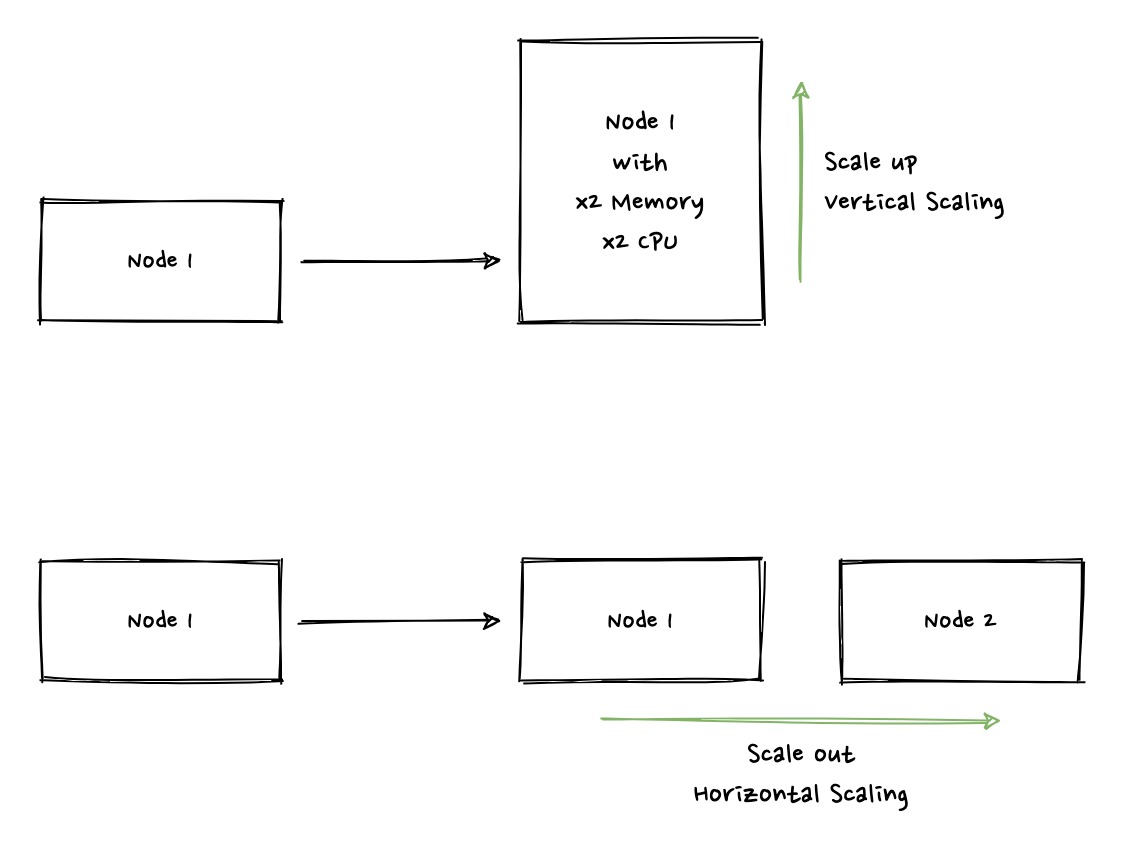 Node 1
Node 1
with
x2 Memory
x2 CPU
Scale up
Vertical Scaling
Node 1
Node 1
Node 2
Scale out
Horizontal Scaling